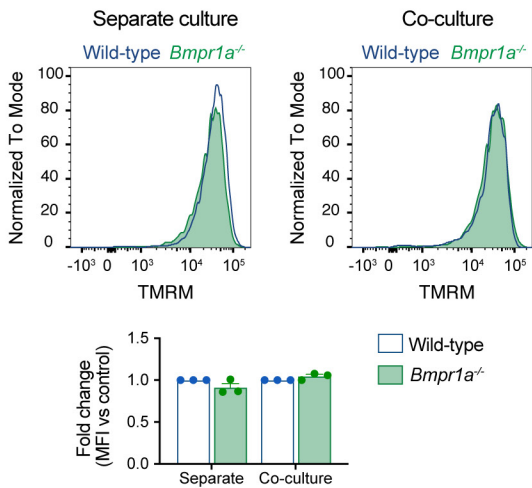 Separate culture
Wild-type Bmpr1a-/-
Normalized To Mode
100
80
60
40
20
0
-10³ 0 10³ 10⁴ 10⁵
TMRM
Co-culture
Wild-type Bmpr1a-/-
Normalized To Mode
100
80
60
40
20
0
-10³ 0 10³ 10⁴ 10⁵
TMRM
Fold change
(MFI vs control)
1.5
1.0
0.5
0.0
Separate Co-culture
Wild-type
Bmpr1a-/-